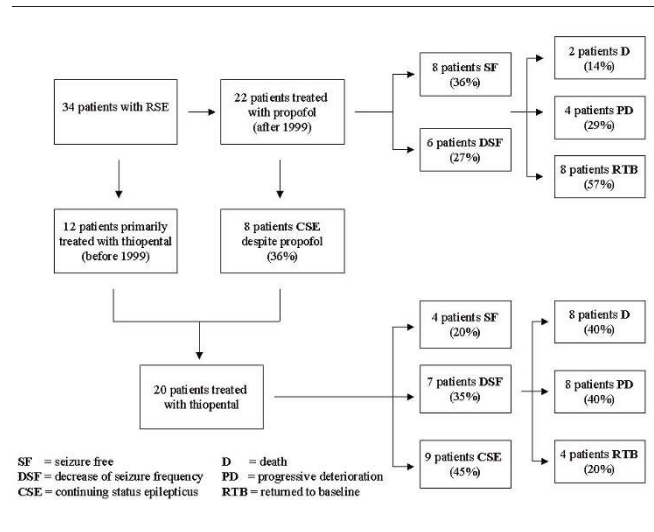 34 patients with RSE
22 patients treated
with propofol
(after 1999)
8 patients SF
(36%)
6 patients DSF
(27%)
2 patients D
(14%)
4 patients PD
(29%)
8 patients RTB
(57%)
12 patients primarily
treated with thiopental
(before 1999)
8 patients CSE
despite propofol
(36%)
20 patients treated
with thiopental
4 patients SF
(20%)
7 patients DSF
(35%)
9 patients CSE
(45%)
8 patients D
(40%)
8 patients PD
(40%)
4 patients RTB
(20%)
SF = seizure free
DSF = decrease of seizure frequency
CSE = continuing status epilepticus
D = death
PD = progressive deterioration
RTB = returned to baseline